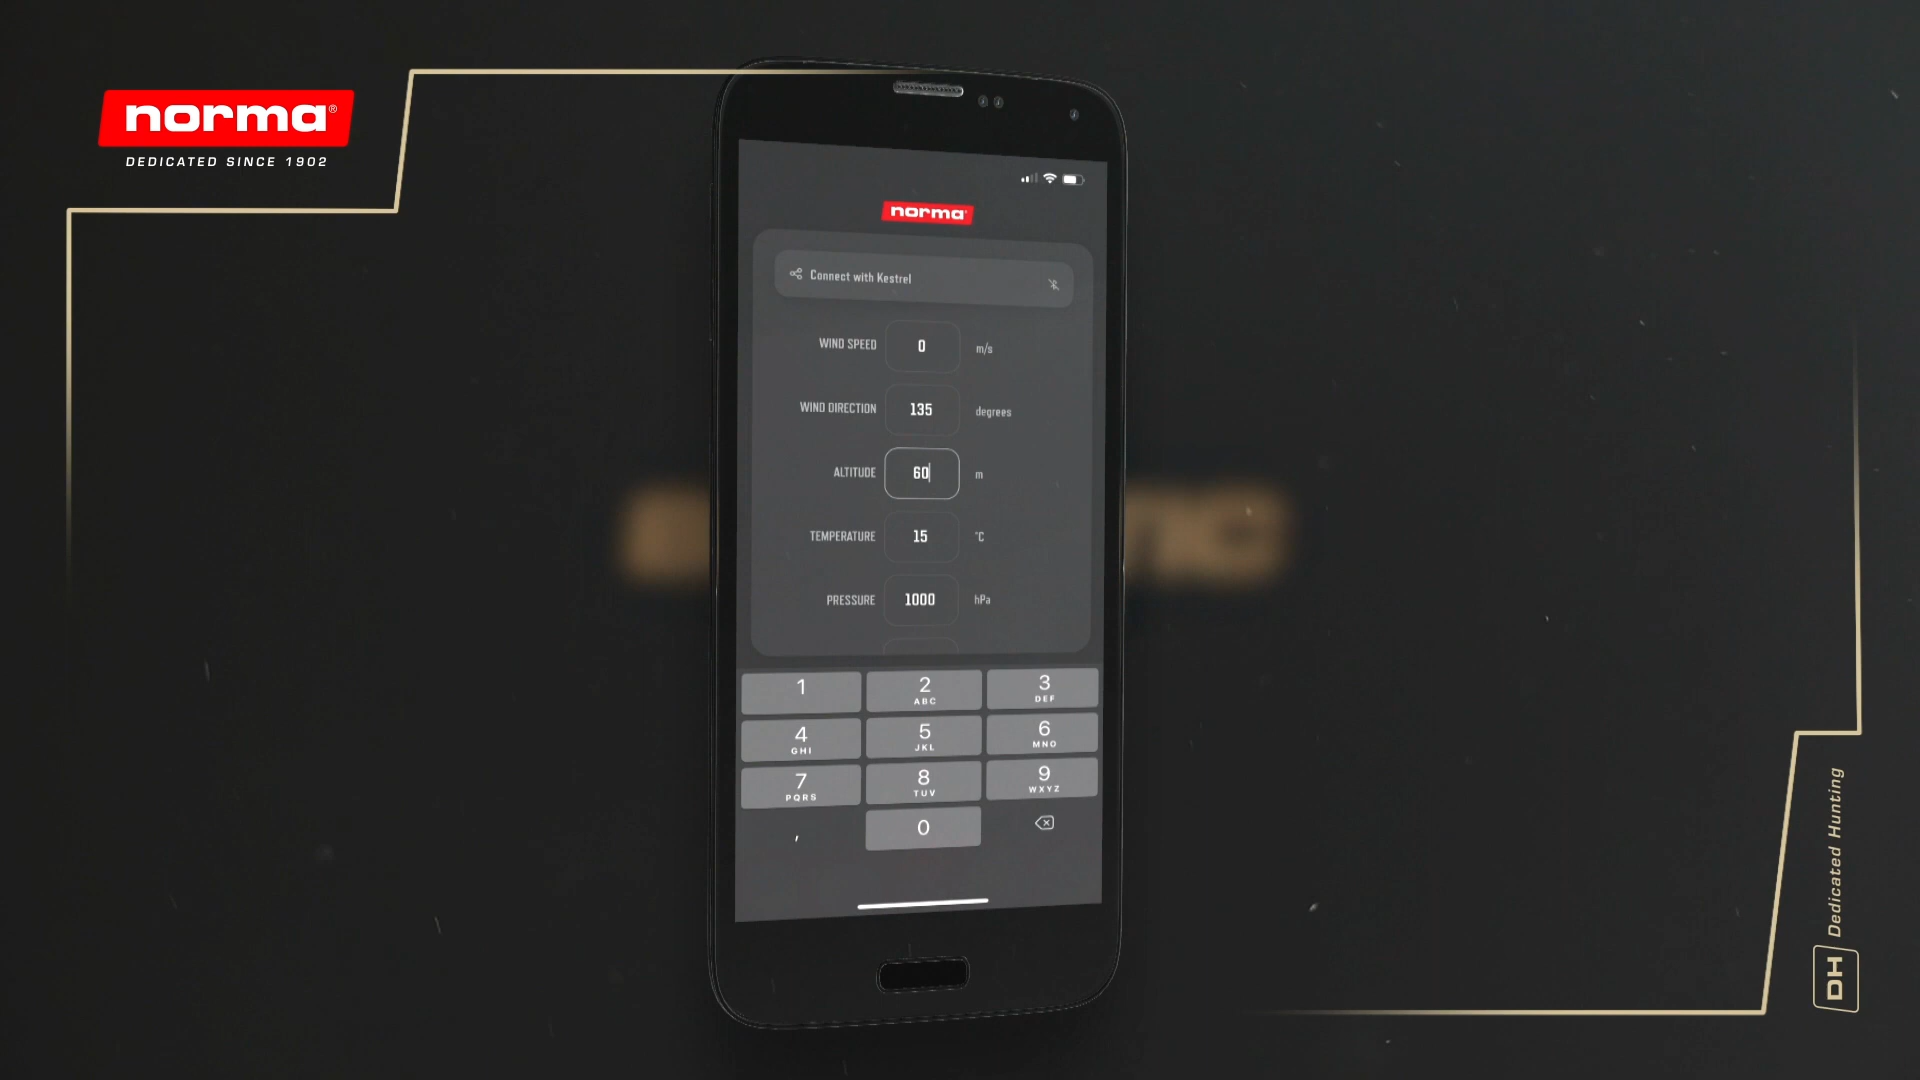 norma®
DEDICATED SINCE 1902
norma
Connect with Kestrel
WIND SPEED 0 m/s
WIND DIRECTION 135 degrees
ALTITUDE 60 m
TEMPERATURE 15 °C
PRESSURE 1000 hPa
1 2 3
ABC DEF
4 5 6
GHI JKL MNO
7 8 9
PQRS TUV WXYZ
, 0
DH Dedicated Hunting